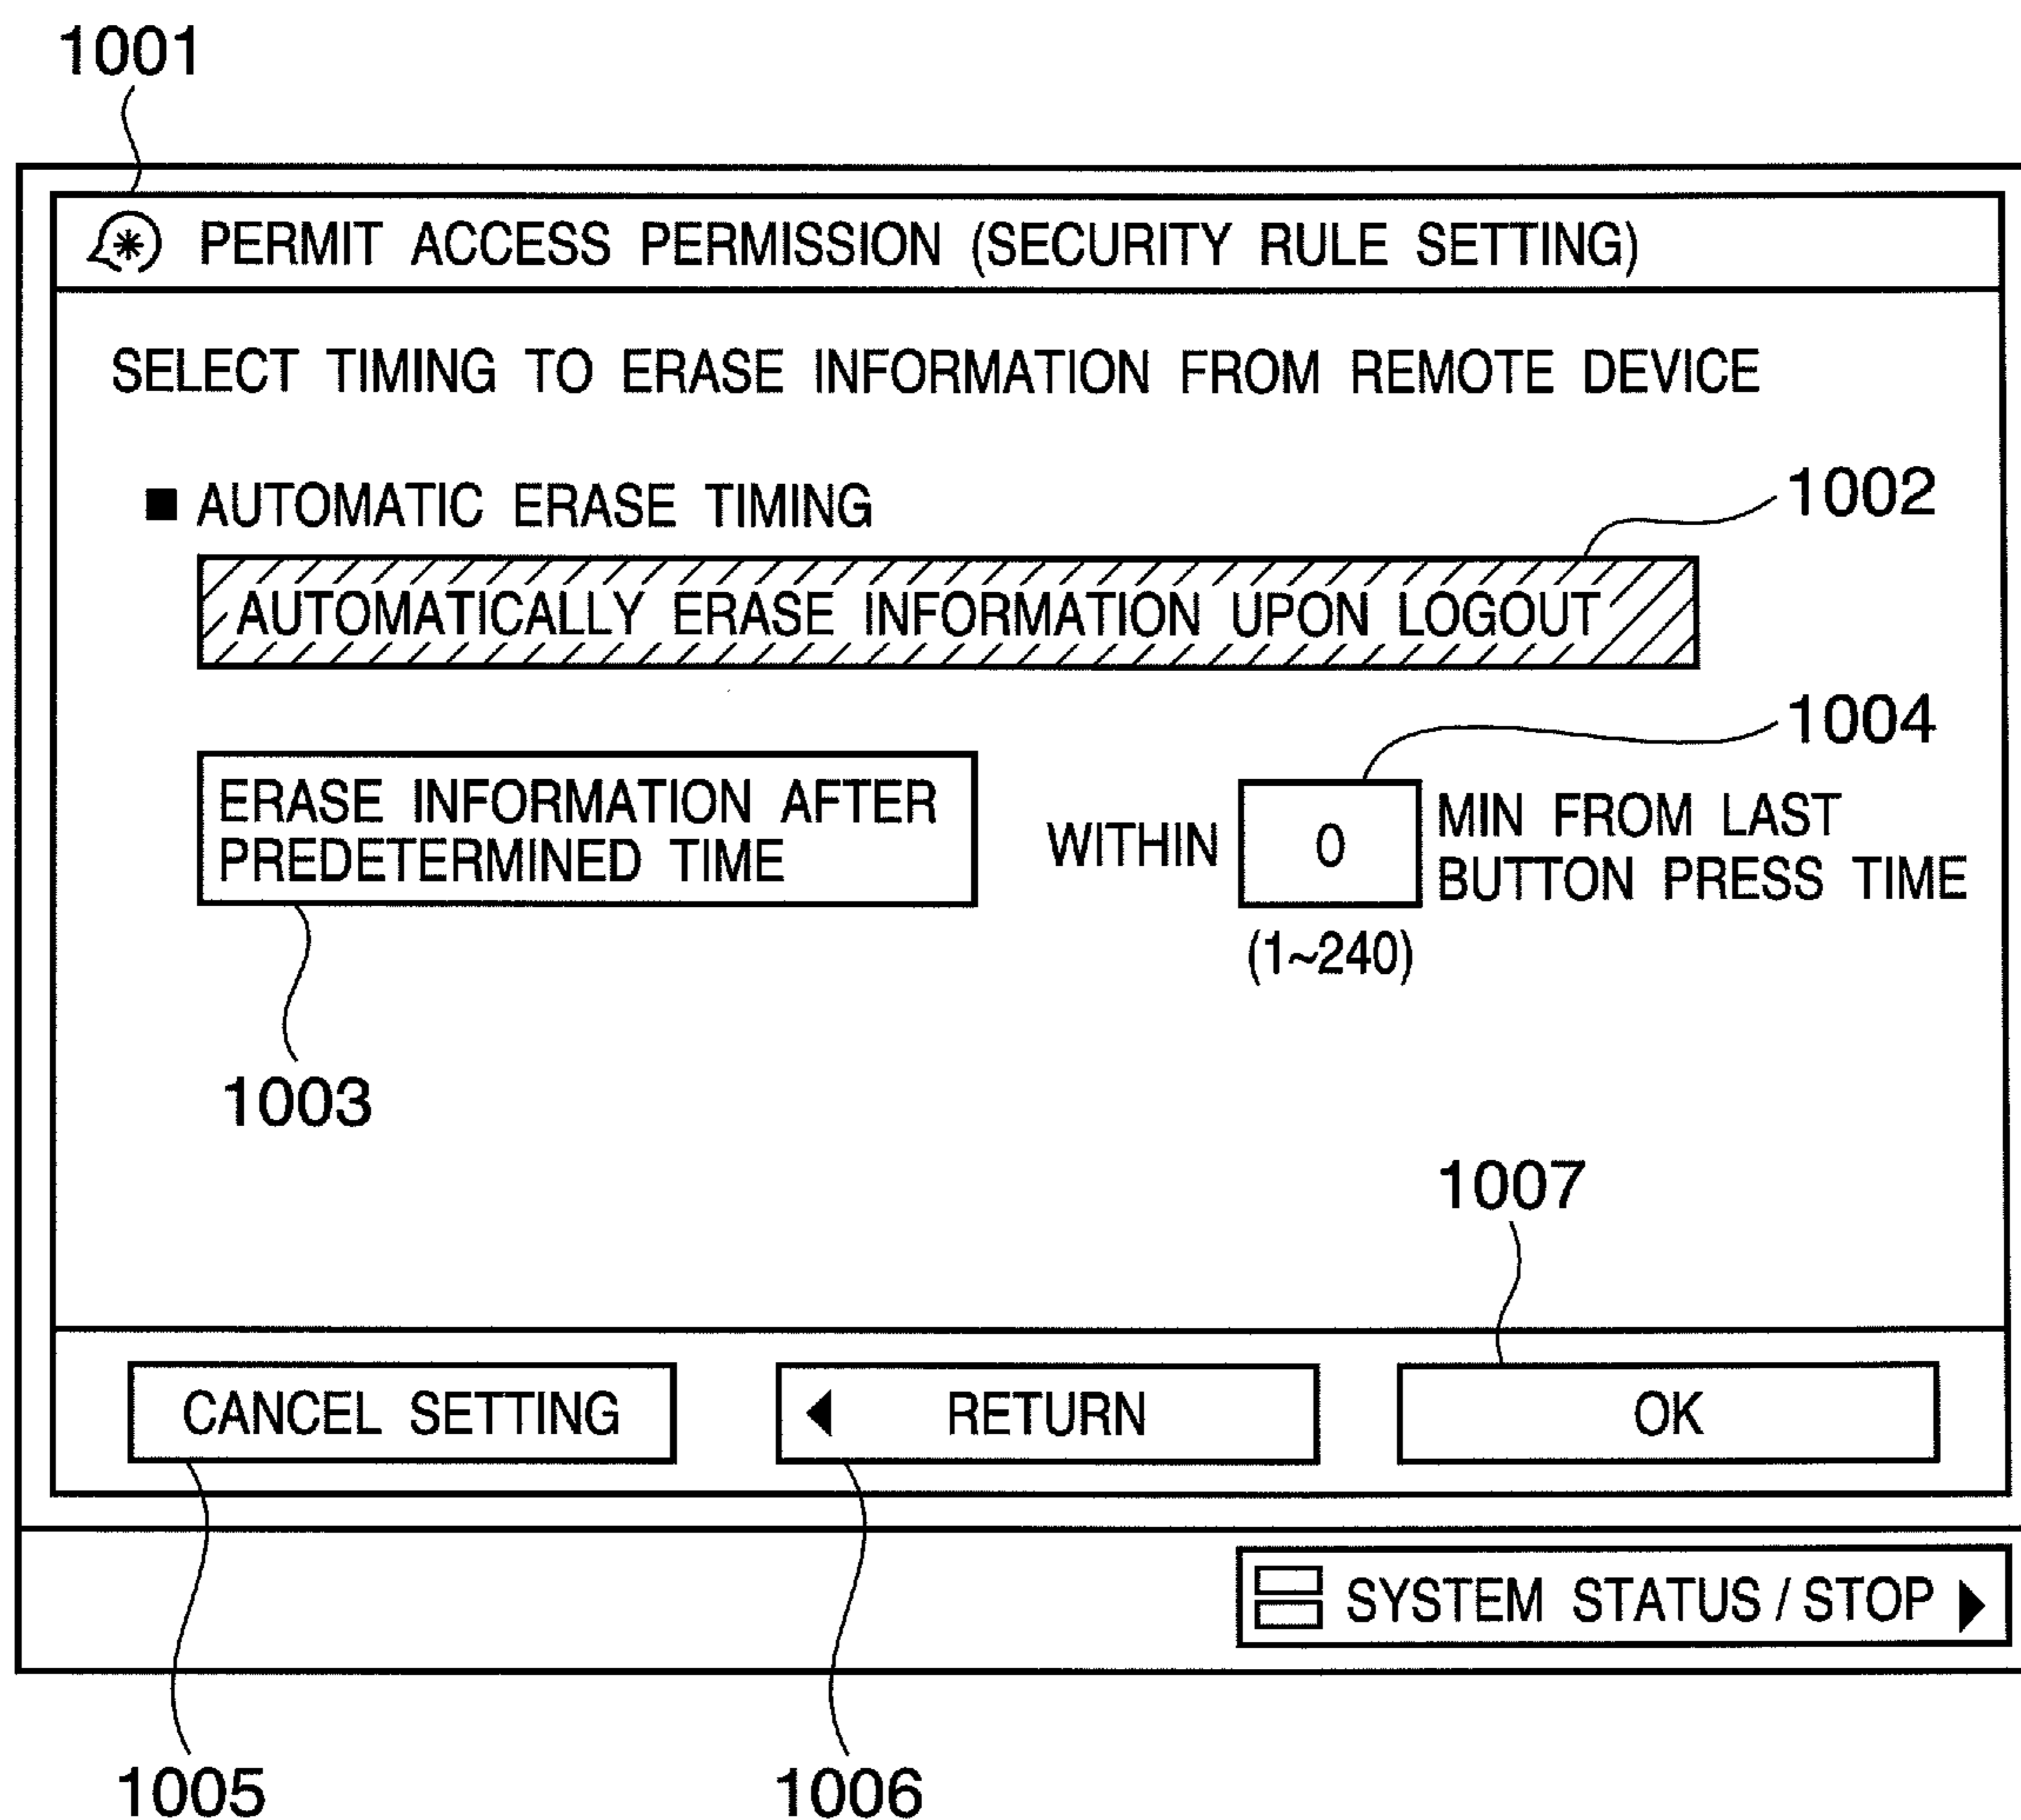 1001
PERMIT ACCESS PERMISSION (SECURITY RULE SETTING)
SELECT TIMING TO ERASE INFORMATION FROM REMOTE DEVICE
■ AUTOMATIC ERASE TIMING
1002
AUTOMATICALLY ERASE INFORMATION UPON LOGOUT
1004
ERASE INFORMATION AFTER
PREDETERMINED TIME
WITHIN 0 MIN FROM LAST
BUTTON PRESS TIME
(1~240)
1003
1007
CANCEL SETTING
RETURN
OK
SYSTEM STATUS / STOP
1005
1006